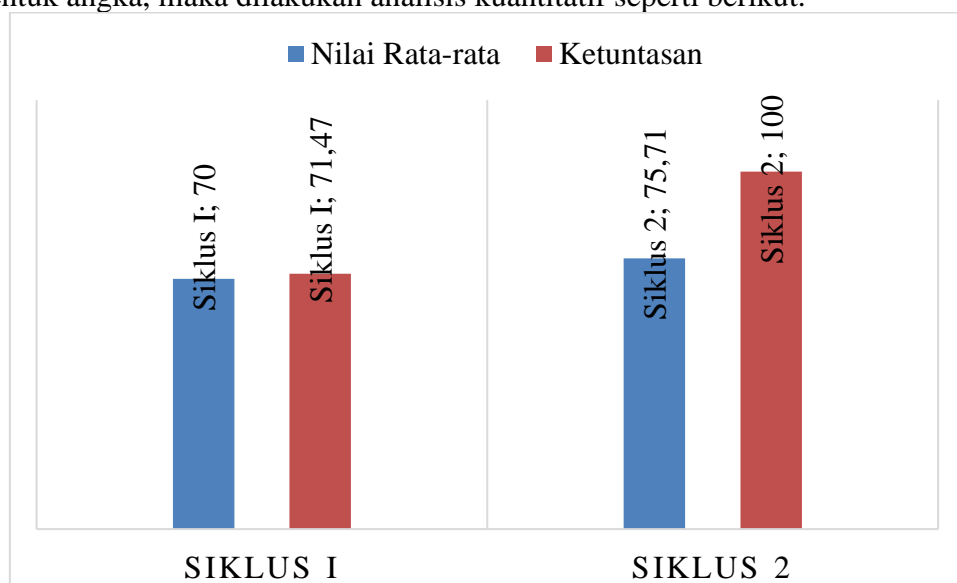 angka, maka dilakukan analisis kuantitatif seperti berikut.
Nilai Rata-rata Ketuntasan
Siklus I; 70
Siklus I; 71,47
Siklus 2; 75,71
Siklus 2; 100
SIKLUS I SIKLUS 2